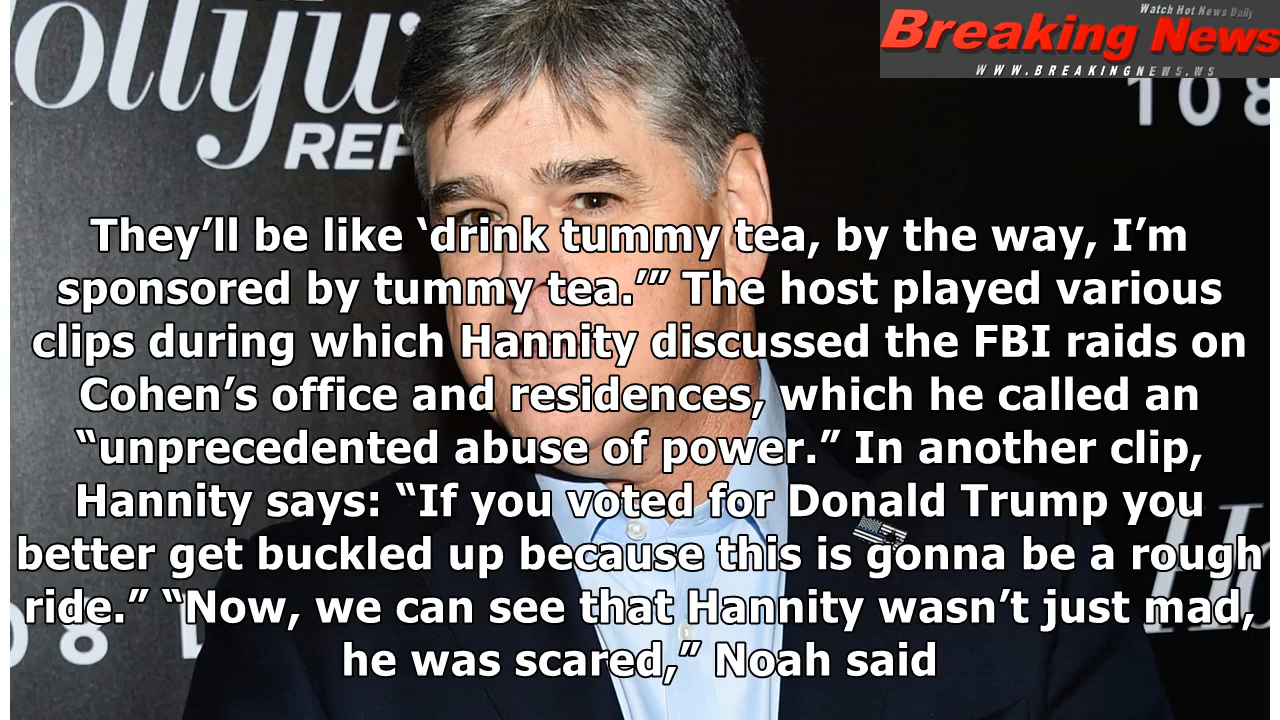 Watch Hot News Daily
Breaking News
WWW.BREAKINGNEWS.WS
ollyw
REP
108
They’ll be like ‘drink tummy tea, by the way, I’m
sponsored by tummy tea.’” The host played various
clips during which Hannity discussed the FBI raids on
Cohen’s office and residences, which he called an
“unprecedented abuse of power.” In another clip,
Hannity says: “If you voted for Donald Trump you
better get buckled up because this is gonna be a rough
ride.” “Now, we can see that Hannity wasn’t just mad,
he was scared,” Noah said